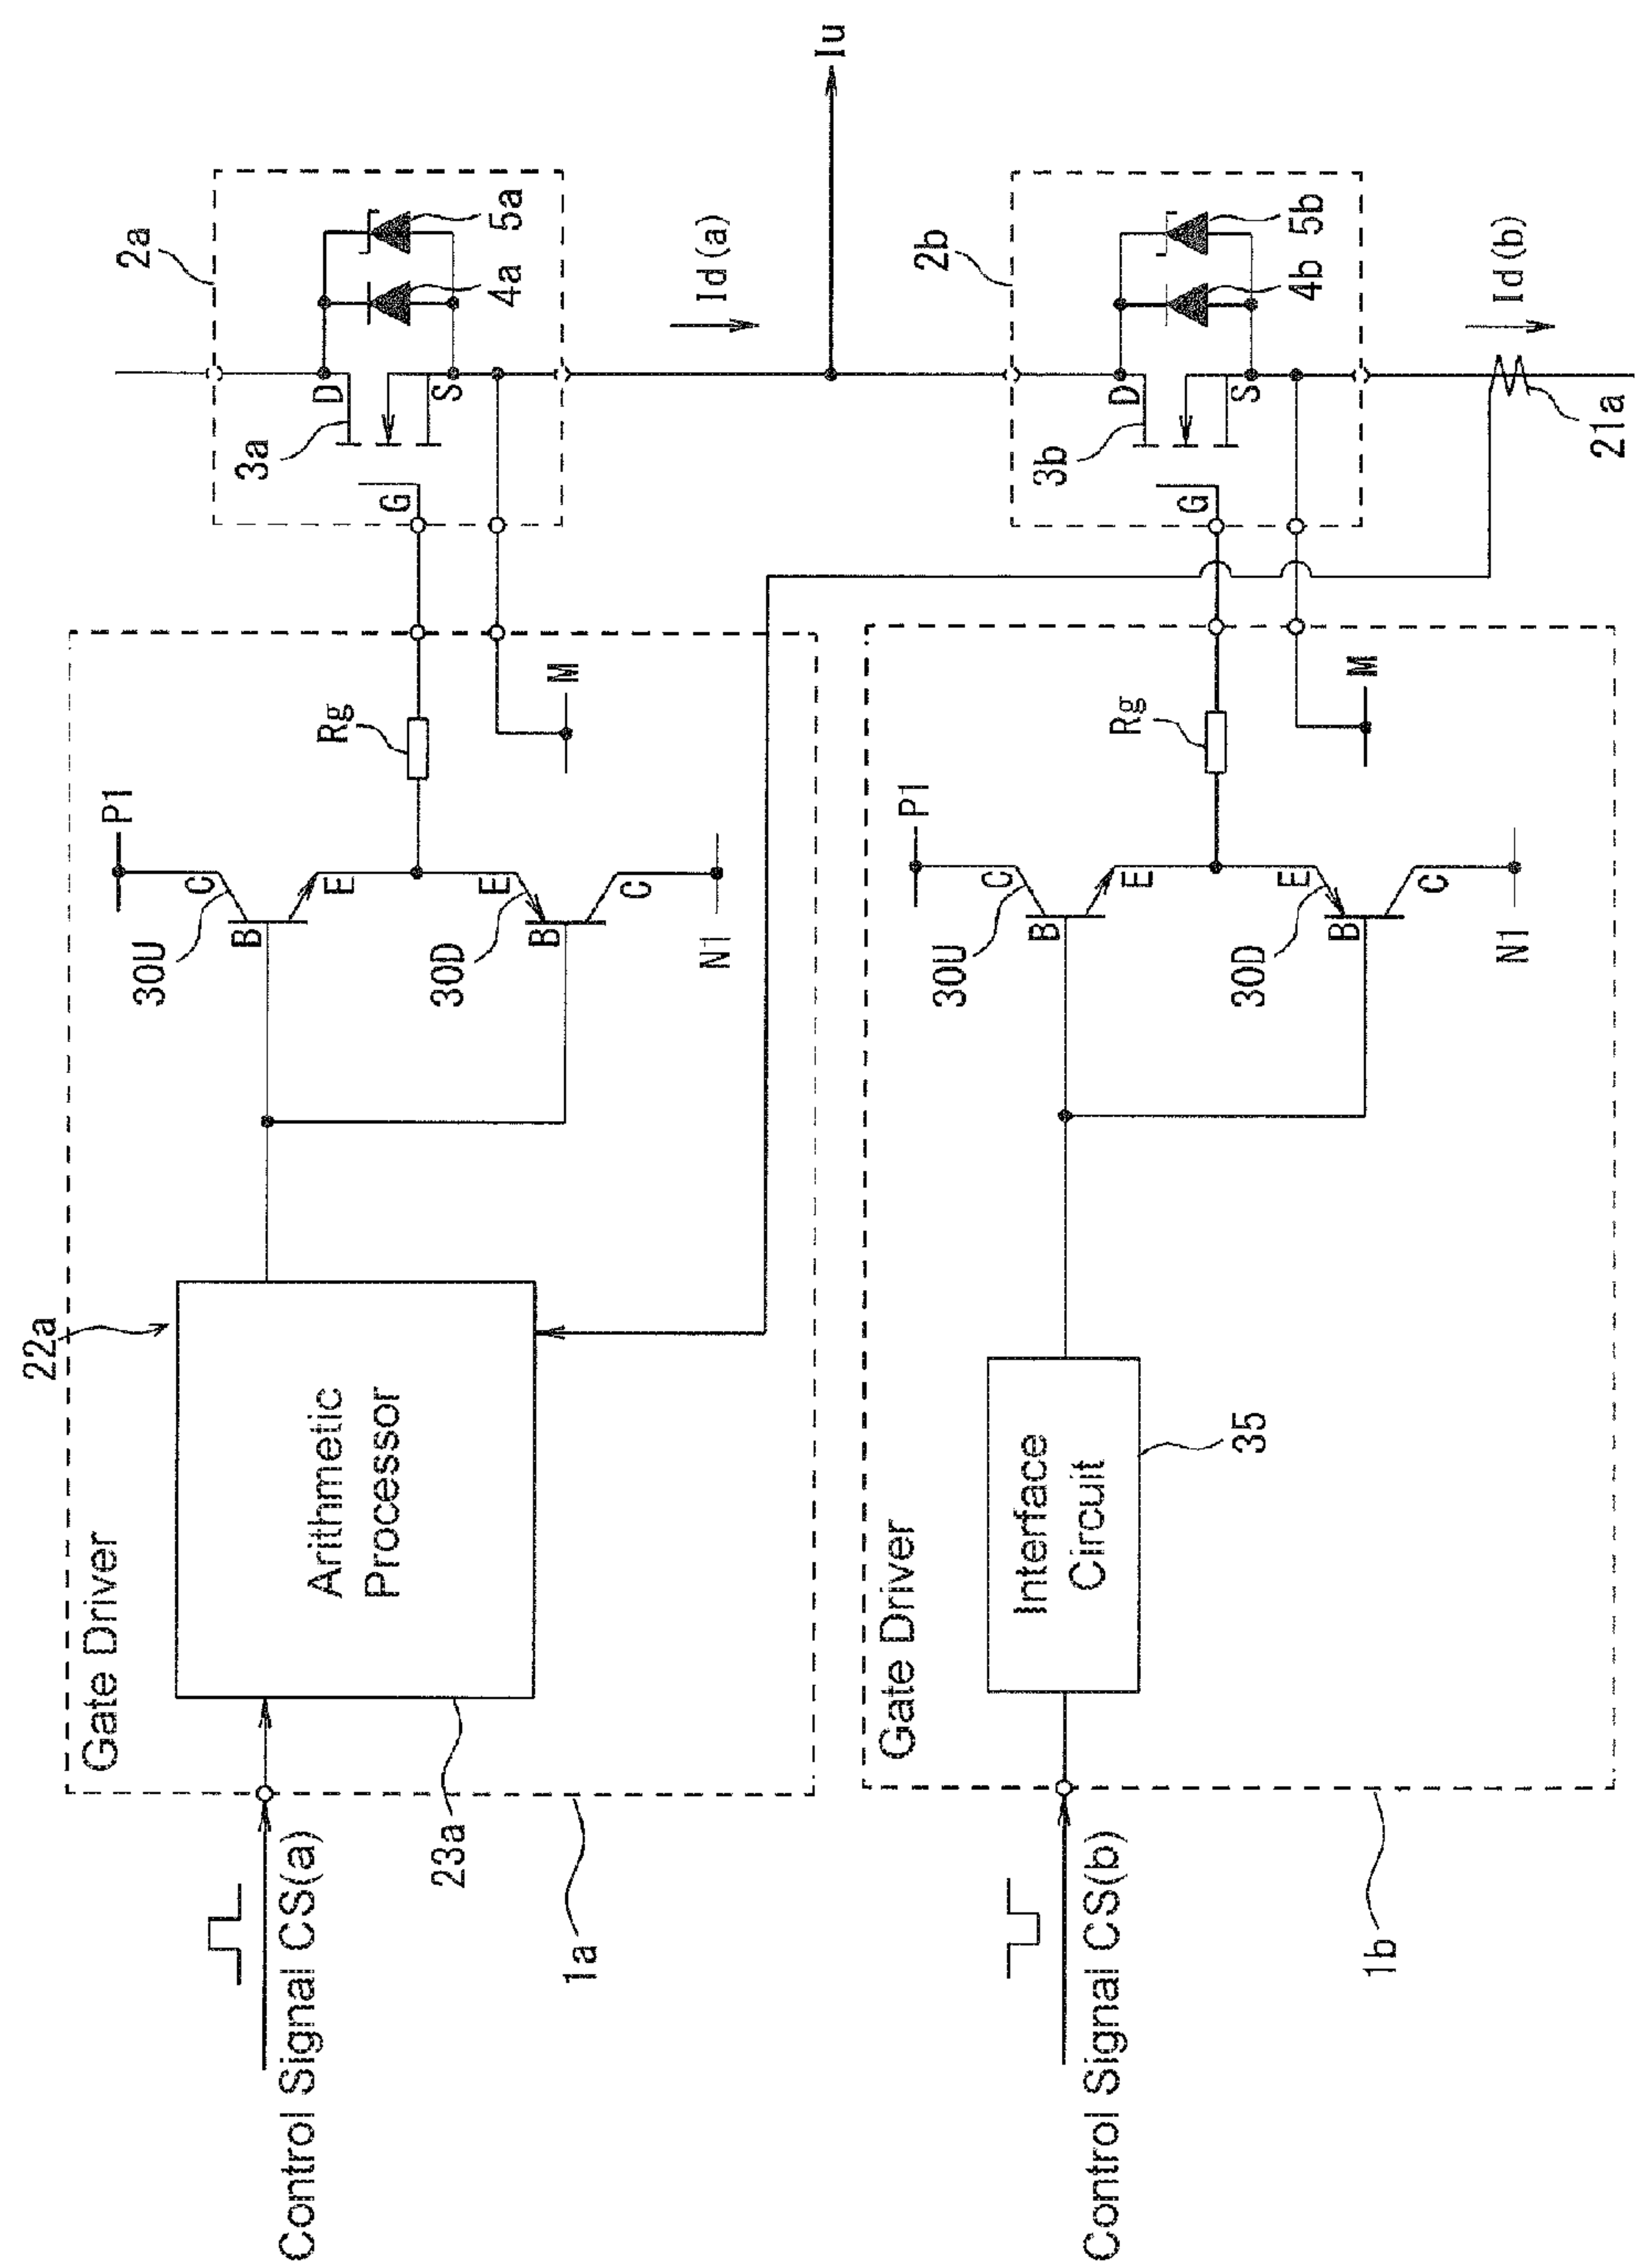 Control Signal CS(a)
Gate Driver
1a
23a
22a
Arithmetic
Processor
P1
30U
C
B
E
30D
E
B
C
N1
Rg
M
2a
3a
D
G
S
4a
5a
Id(a)
Iu
Control Signal CS(b)
Gate Driver
1b
Interface
Circuit
35
P1
30U
C
B
E
30D
E
B
C
N1
Rg
M
2b
3b
D
G
S
4b
5b
Id(b)
21a